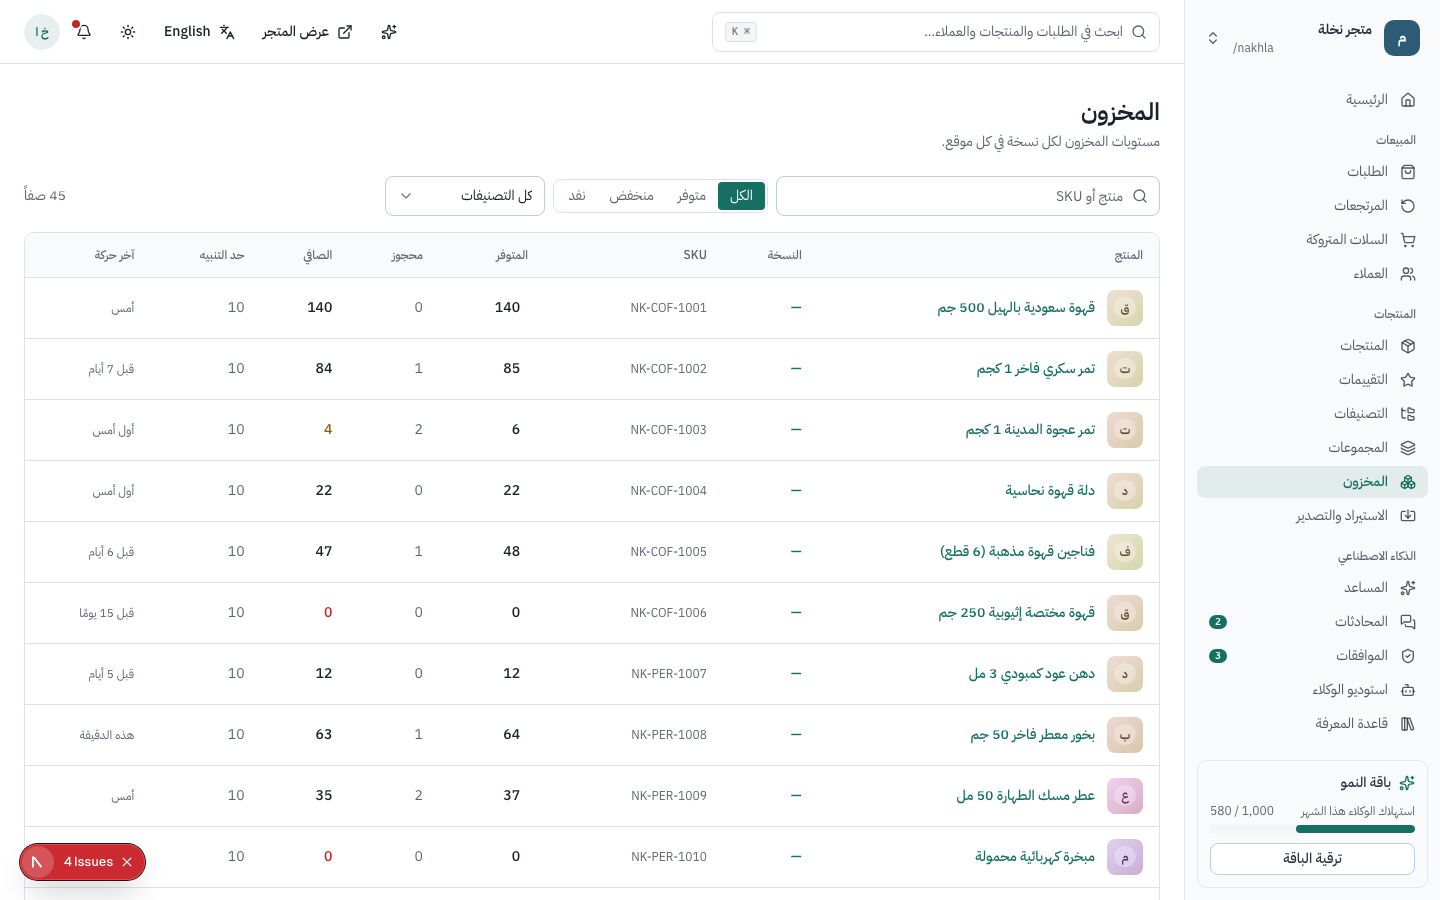 م
متجر نخلة
/nakhla
الرئيسية
المبيعات
الطلبات
المرتجعات
السلات المتروكة
العملاء
المنتجات
المنتجات
التقييمات
التصنيفات
المجموعات
المخزون
الاستيراد والتصدير
الذكاء الاصطناعي
المساعد
المحادثات 2
الموافقات 3
استوديو الوكلاء
قاعدة المعرفة
باقة النمو
استهلاك الوكلاء هذا الشهر 580 / 1,000
ترقية الباقة
ابحث في الطلبات والمنتجات والعملاء... ⌘ K
عرض المتجر
English
خ ا
المخزون
مستويات المخزون لكل نسخة في كل موقع.
منتج أو SKU
الكل متوفر منخفض نفد
كل التصنيفات
45 صفاً
المنتج النسخة SKU المتوفر محجوز الصافي حد التنبيه آخر حركة
ق قهوة سعودية بالهيل 500 جم — NK-COF-1001 140 0 140 10 أمس
ت تمر سكري فاخر 1 كجم — NK-COF-1002 85 1 84 10 قبل 7 أيام
ت تمر عجوة المدينة 1 كجم — NK-COF-1003 6 2 4 10 أول أمس
د دلة قهوة نحاسية — NK-COF-1004 22 0 22 10 أول أمس
ف فناجين قهوة مذهبة (6 قطع) — NK-COF-1005 48 1 47 10 قبل 6 أيام
ق قهوة مختصة إثيوبية 250 جم — NK-COF-1006 0 0 0 10 قبل 15 يومًا
د دهن عود كمبودي 3 مل — NK-PER-1007 12 0 12 10 قبل 5 أيام
ب بخور معطر فاخر 50 جم — NK-PER-1008 64 1 63 10 هذه الدقيقة
ع عطر مسك الطهارة 50 مل — NK-PER-1009 37 2 35 10 أمس
م مبخرة كهربائية محمولة — NK-PER-1010 0 0 0 10
4 Issues